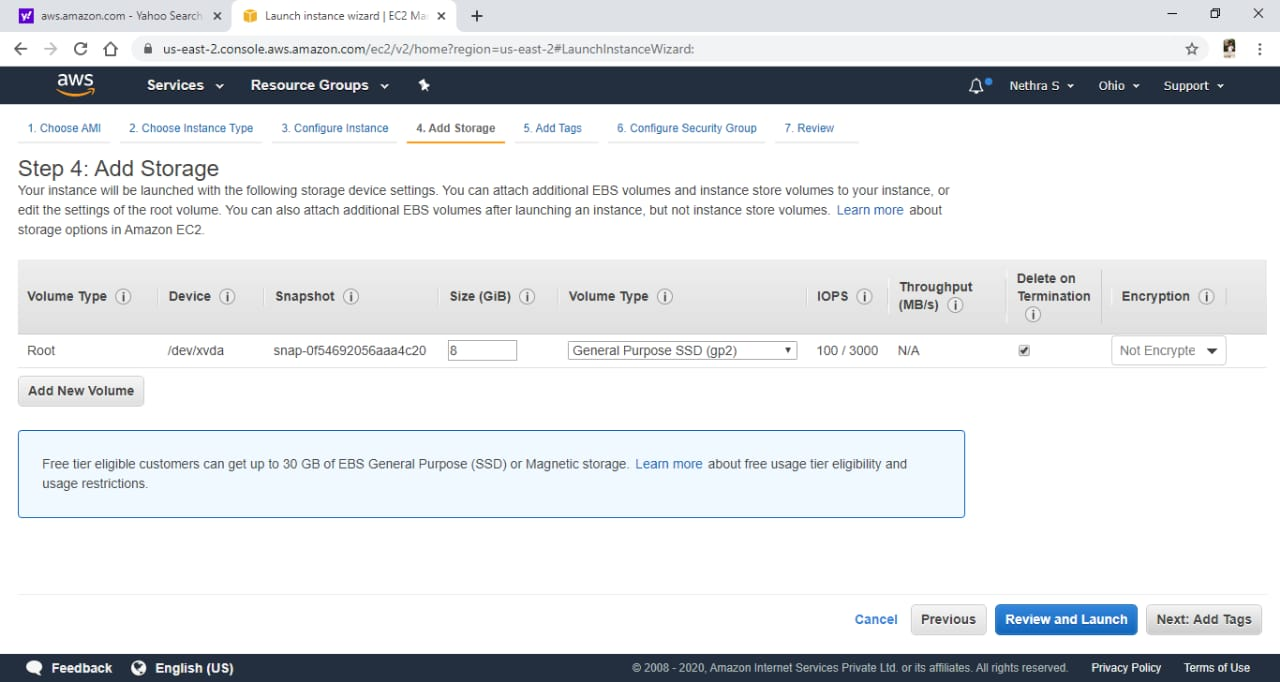 aws.amazon.com - Yahoo Search
Launch instance wizard | EC2 Ma
us-east-2.console.aws.amazon.com/ec2/v2/home?region=us-east-2#LaunchInstanceWizard:
aws Services Resource Groups Nethra S Ohio Support
1. Choose AMI 2. Choose Instance Type 3. Configure Instance 4. Add Storage 5. Add Tags 6. Configure Security Group 7. Review
Step 4: Add Storage
Your instance will be launched with the following storage device settings. You can attach additional EBS volumes and instance store volumes to your instance, or
edit the settings of the root volume. You can also attach additional EBS volumes after launching an instance, but not instance store volumes. Learn more about
storage options in Amazon EC2.
Volume Type i Device i Snapshot i Size (GiB) i Volume Type i IOPS i Throughput (MB/s) i Delete on Termination i Encryption i
Root /dev/xvda snap-0f54692056aaa4c20 8 General Purpose SSD (gp2) 100 / 3000 N/A Not Encrypte
Add New Volume
Free tier eligible customers can get up to 30 GB of EBS General Purpose (SSD) or Magnetic storage. Learn more about free usage tier eligibility and
usage restrictions.
Cancel Previous Review and Launch Next: Add Tags
Feedback English (US) © 2008 - 2020, Amazon Internet Services Private Ltd. or its affiliates. All rights reserved. Privacy Policy Terms of Use